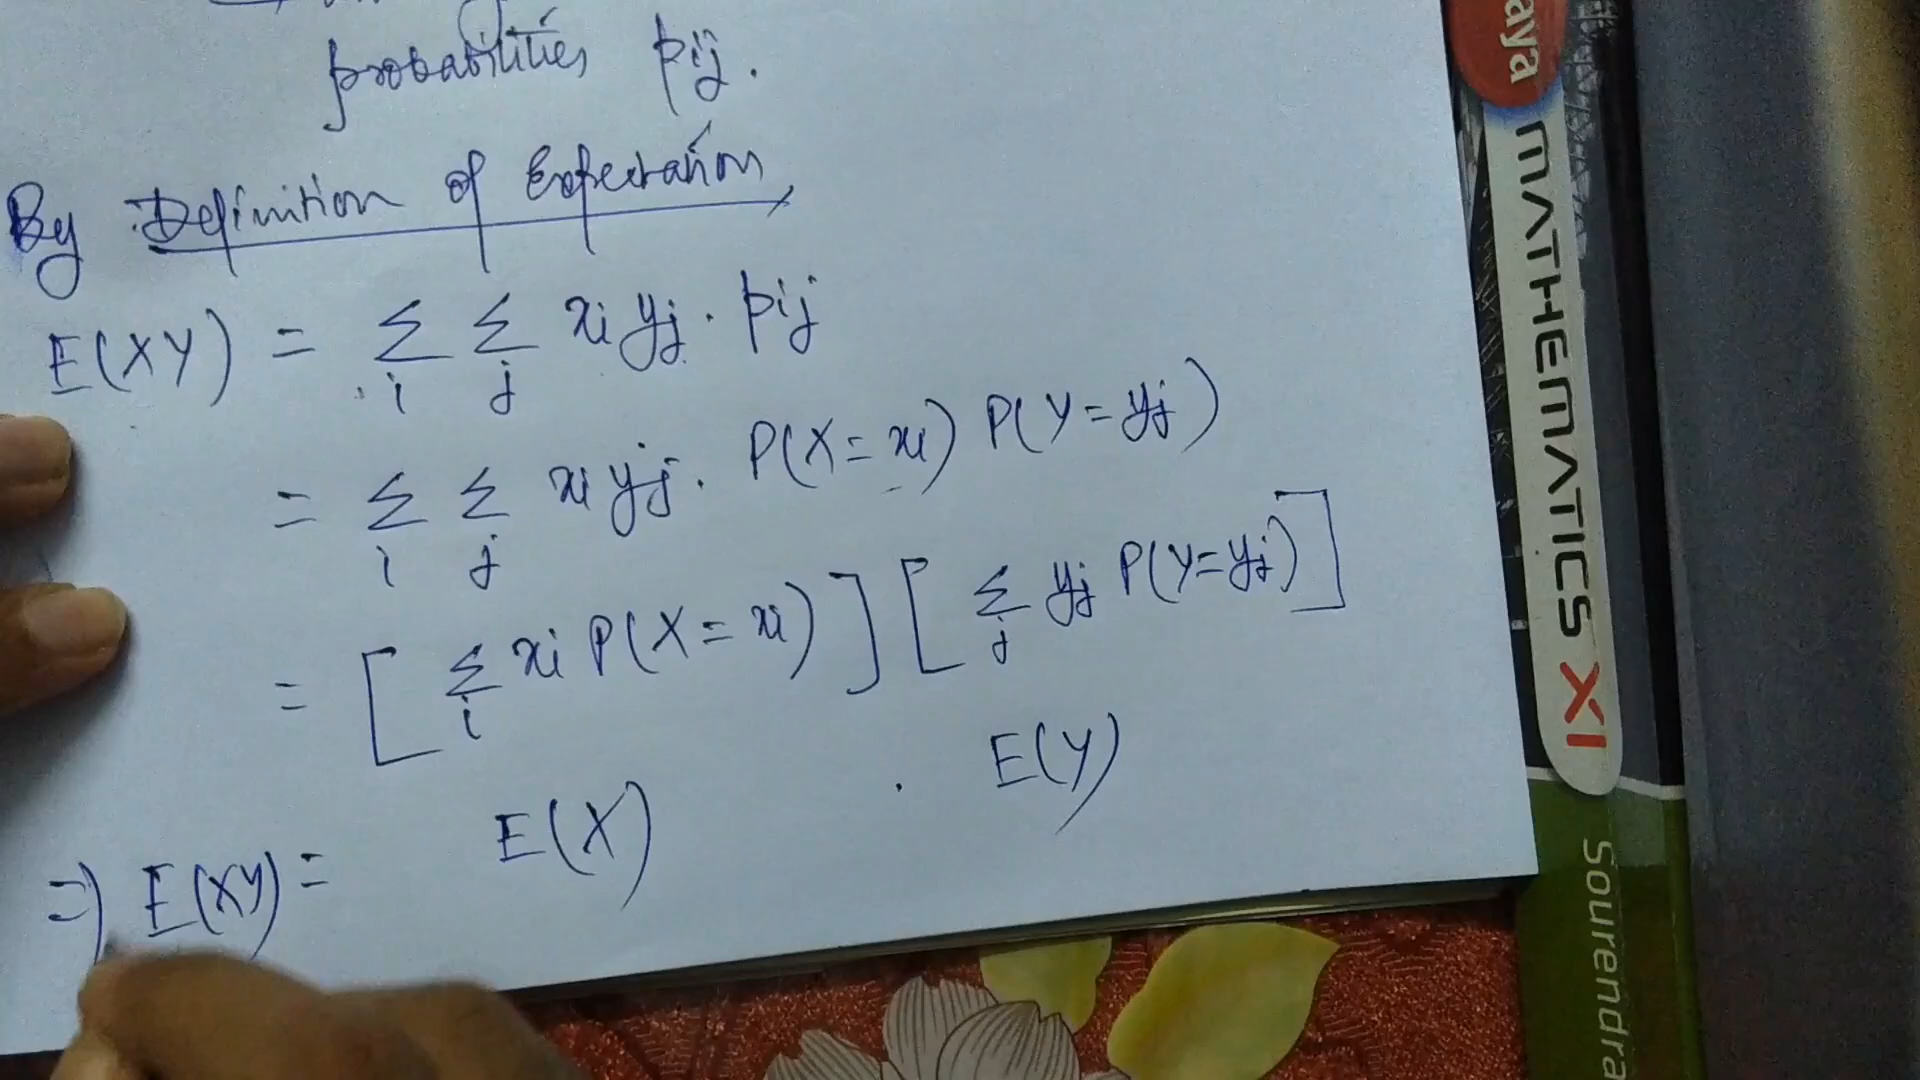 probabilities pij.
By Definition of Expectation
E(XY) = Σ Σ xi yj . pij
i j
= Σ Σ xi yj . P(X = xi) P(Y = yj)
i j
= [ Σ xi P(X = xi) ] [ Σ yj P(Y = yj) ]
i j
⇒ E(XY) = E(X) . E(Y)
aya
MATHEMATICS XI
Sourendra